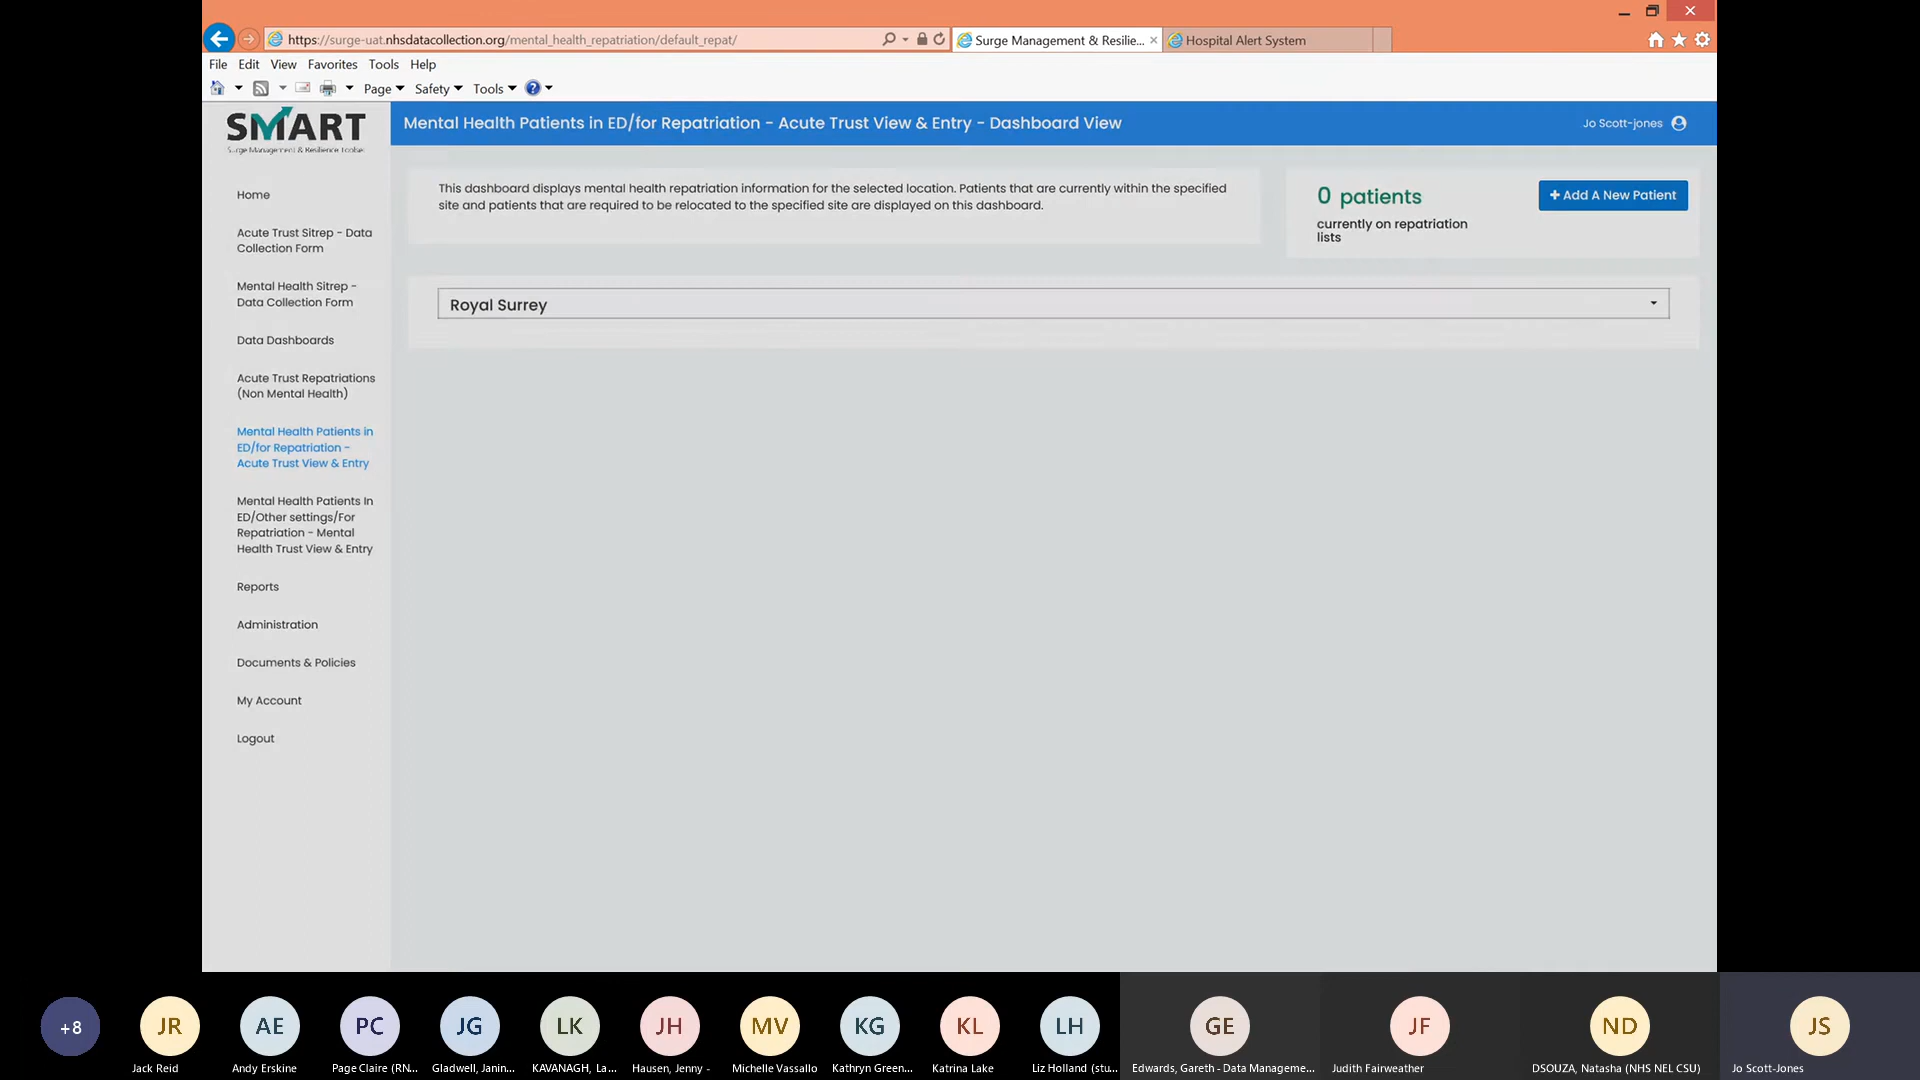 https://surge-uat.nhsdatacollection.org/mental_health_repatriation/default_repat/
Surge Management & Resilie...
Hospital Alert System
File Edit View Favorites Tools Help
Page Safety Tools
SMART
Surge Management & Resilience Toolset
Mental Health Patients in ED/for Repatriation - Acute Trust View & Entry - Dashboard View
Jo Scott-jones
Home
Acute Trust Sitrep - Data
Collection Form
Mental Health Sitrep -
Data Collection Form
Data Dashboards
Acute Trust Repatriations
(Non Mental Health)
Mental Health Patients in
ED/for Repatriation -
Acute Trust View & Entry
Mental Health Patients In
ED/Other settings/For
Repatriation - Mental
Health Trust View & Entry
Reports
Administration
Documents & Policies
My Account
Logout
This dashboard displays mental health repatriation information for the selected location. Patients that are currently within the specified
site and patients that are required to be relocated to the specified site are displayed on this dashboard.
0 patients
currently on repatriation
lists
+ Add A New Patient
Royal Surrey
+8
JR
AE
PC
JG
LK
JH
MV
KG
KL
LH
GE
JF
ND
JS
Jack Reid
Andy Erskine
Page Claire (RN...
Gladwell, Janin...
KAVANAGH, La...
Hausen, Jenny -
Michelle Vassallo
Kathryn Green...
Katrina Lake
Liz Holland (stu...
Edwards, Gareth - Data Manageme...
Judith Fairweather
DSOUZA, Natasha (NHS NEL CSU)
Jo Scott-Jones